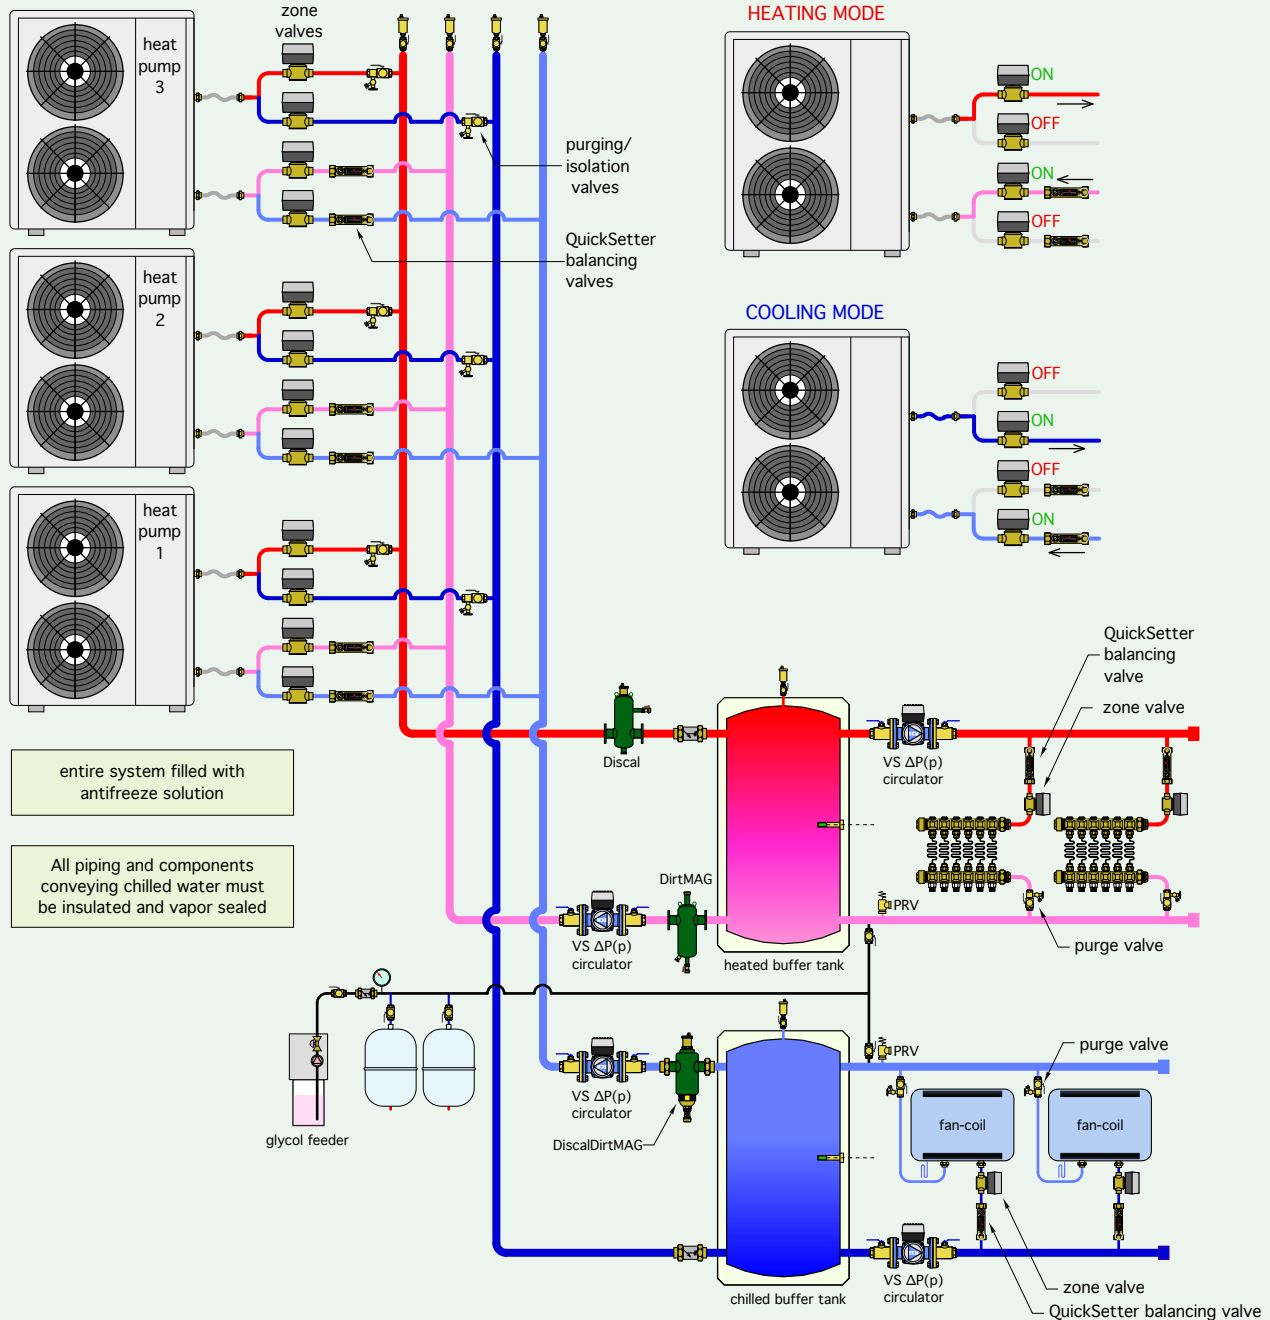 zone
valves
heat
pump
3
purging/
isolation
valves
QuickSetter
balancing
valves
heat
pump
2
heat
pump
1
HEATING MODE
ON
OFF
ON
OFF
COOLING MODE
OFF
ON
OFF
ON
QuickSetter
balancing
valve
zone valve
Discal
VS ΔP(p)
circulator
entire system filled with
antifreeze solution
All piping and components
conveying chilled water must
be insulated and vapor sealed
DirtMAG
PRV
VS ΔP(p)
circulator
heated buffer tank
purge valve
PRV
purge valve
VS ΔP(p)
circulator
fan-coil
fan-coil
glycol feeder
DiscalDirtMAG
VS ΔP(p)
circulator
chilled buffer tank
zone valve
QuickSetter balancing valve